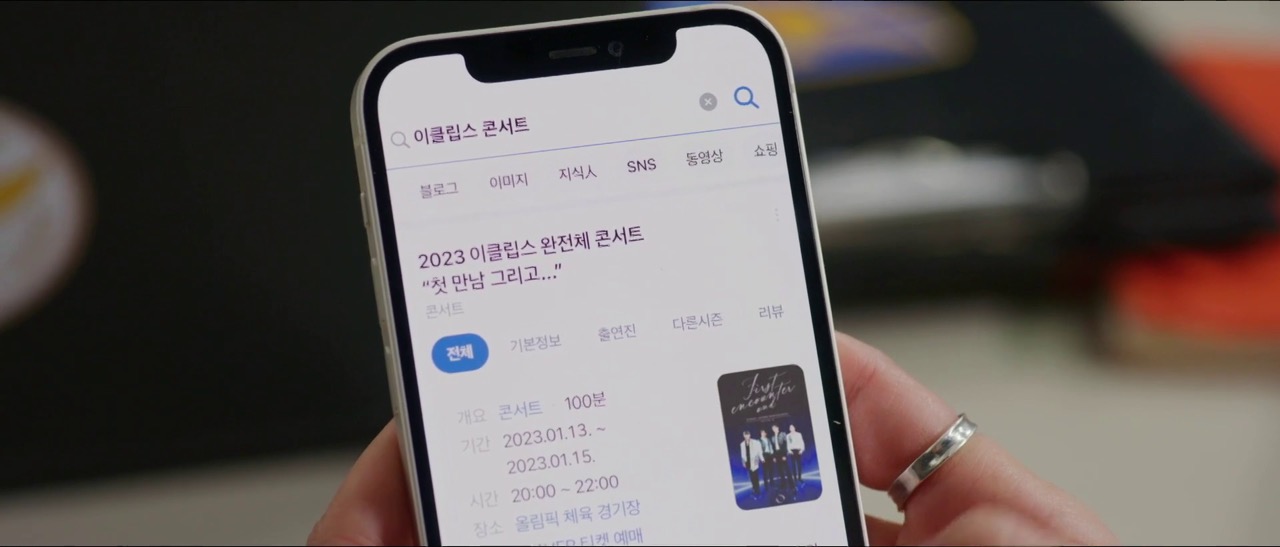 이클립스 콘서트
블로그 이미지 지식人 SNS 동영상 쇼핑
2023 이클립스 완전체 콘서트
“첫 만남 그리고...”
콘서트
전체 기본정보 출연진 다른시즌 리뷰
개요 콘서트 · 100분
기간 2023.01.13. ~
2023.01.15.
시간 20:00 ~ 22:00
장소 올림픽 체육 경기장
티켓 예매
First
encounter
and